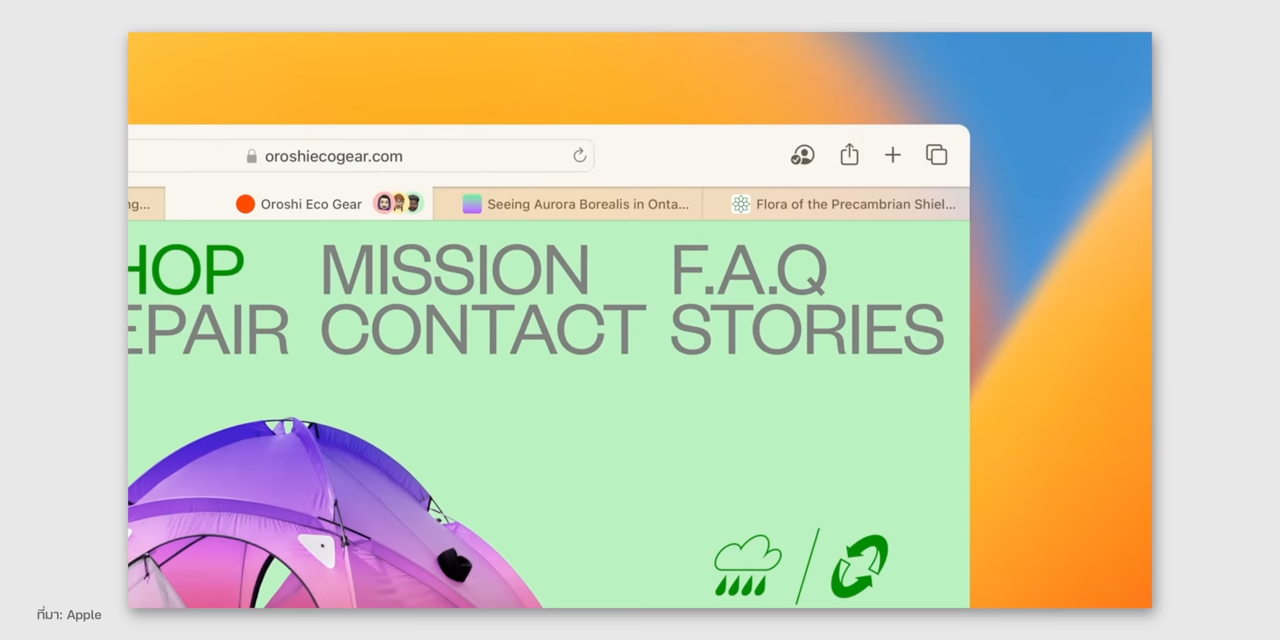 oroshiecogear.com
ng...
Oroshi Eco Gear
Seeing Aurora Borealis in Onta...
Flora of the Precambrian Shiel...
HOP MISSION F.A.Q
EPAIR CONTACT STORIES
ที่มา: Apple